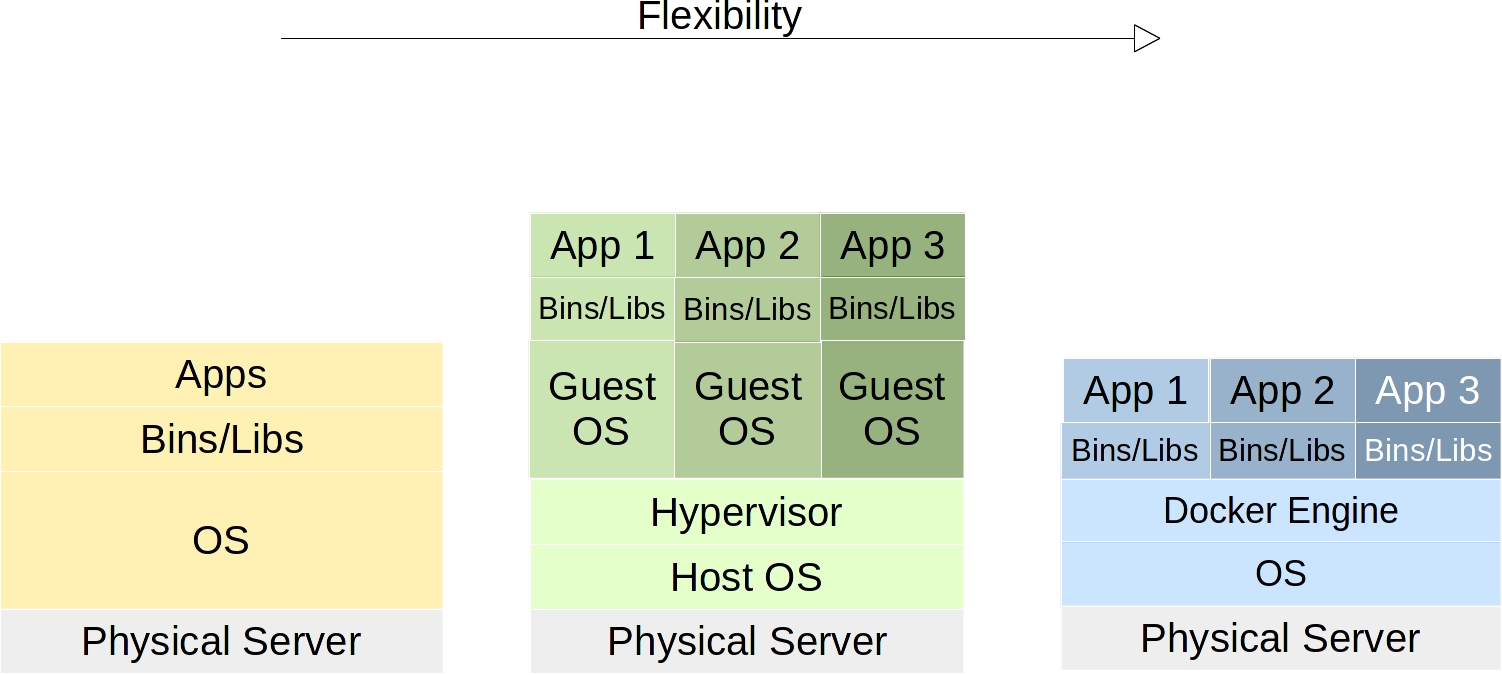 Flexibility
Apps
Bins/Libs
OS
Physical Server
App 1 App 2 App 3
Bins/Libs Bins/Libs Bins/Libs
Guest Guest Guest
OS OS OS
Hypervisor
Host OS
Physical Server
App 1 App 2 App 3
Bins/Libs Bins/Libs Bins/Libs
Docker Engine
OS
Physical Server